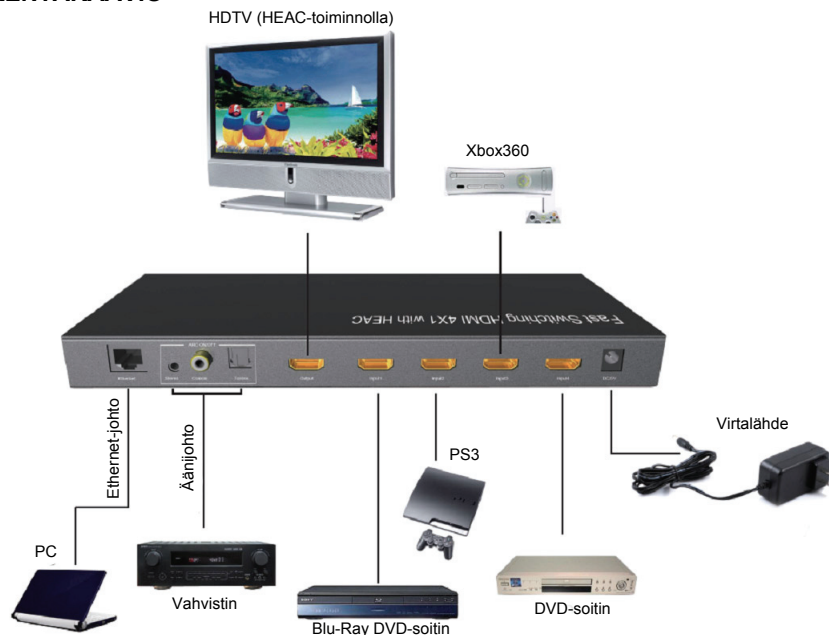 HDTV (HEAC-toiminnolla)
Xbox360
Fast Switching HDMI 4X1 with HEAC
Ethernet-johto
Äänijohto
PS3
Virtalähde
PC
Vahvistin
Blu-Ray DVD-soitin
DVD-soitin